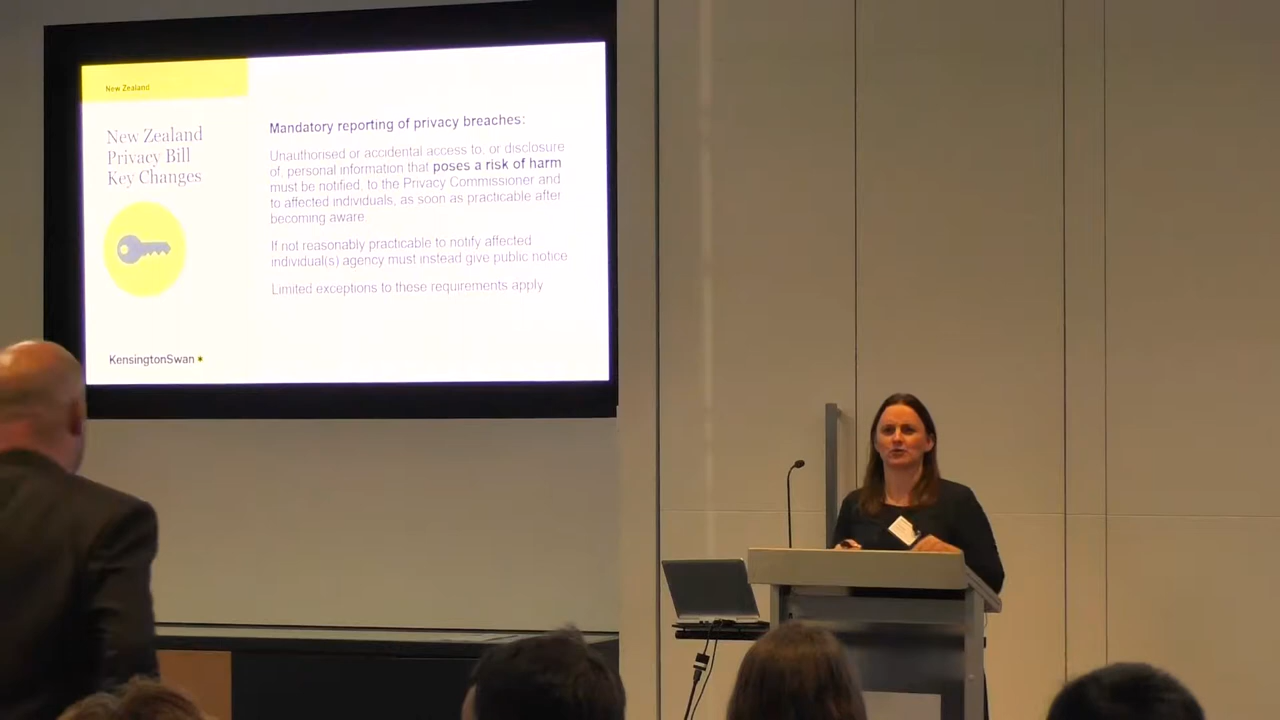 New Zealand
New Zealand
Privacy Bill
Key Changes
Mandatory reporting of privacy breaches:
Unauthorised or accidental access to, or disclosure
of, personal information that poses a risk of harm
must be notified, to the Privacy Commissioner and
to affected individuals, as soon as practicable after
becoming aware
If not reasonably practicable to notify affected
individual(s) agency must instead give public notice
Limited exceptions to these requirements apply
KensingtonSwan